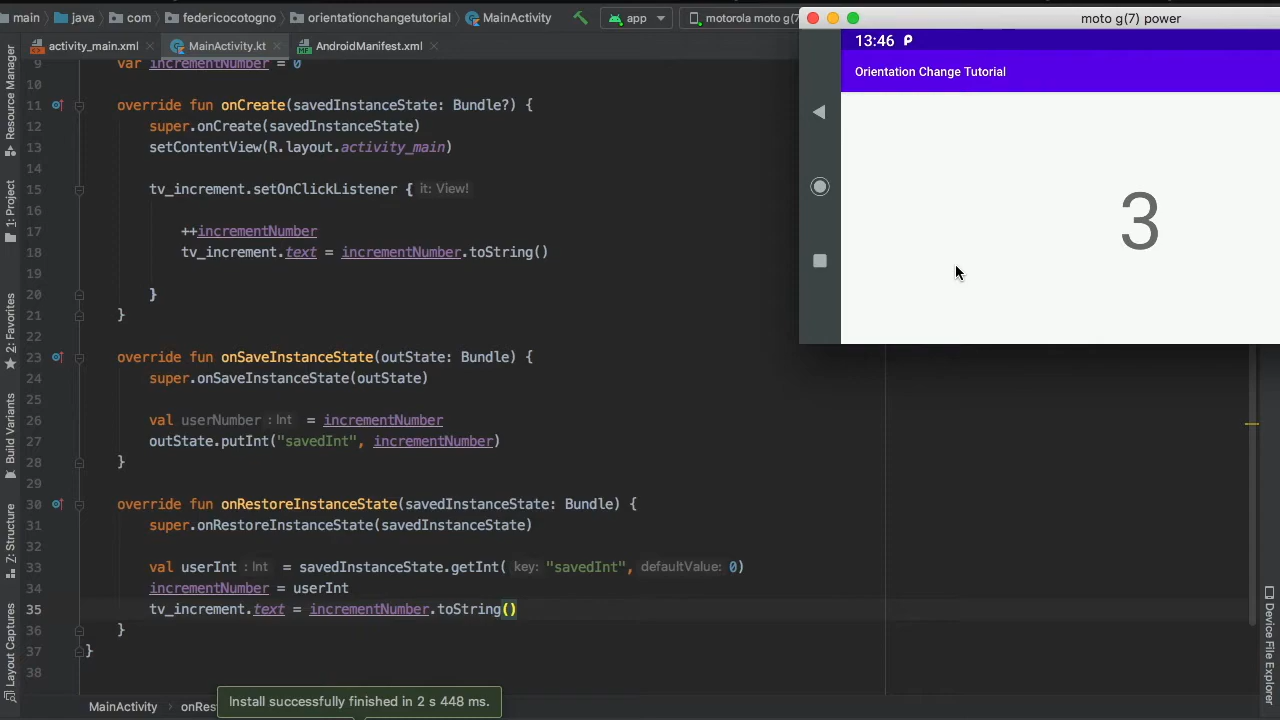 main
java
com
federicocotogno
orientationchangetutorial
MainActivity
app
motorola moto g(7)
activity_main.xml
MainActivity.kt
AndroidManifest.xml
moto g(7) power
13:46
Orientation Change Tutorial
3
Resource Manager
1: Project
2: Favorites
Build Variants
Z: Structure
Layout Captures
9 var incrementNumber = 0
10
11 override fun onCreate(savedInstanceState: Bundle?) {
12 super.onCreate(savedInstanceState)
13 setContentView(R.layout.activity_main)
14
15 tv_increment.setOnClickListener { it: View!
16
17 ++incrementNumber
18 tv_increment.text = incrementNumber.toString()
19
20 }
21 }
22
23 override fun onSaveInstanceState(outState: Bundle) {
24 super.onSaveInstanceState(outState)
25
26 val userNumber : Int = incrementNumber
27 outState.putInt("savedInt", incrementNumber)
28 }
29
30 override fun onRestoreInstanceState(savedInstanceState: Bundle) {
31 super.onRestoreInstanceState(savedInstanceState)
32
33 val userInt : Int = savedInstanceState.getInt( key: "savedInt", defaultValue: 0)
34 incrementNumber = userInt
35 tv_increment.text = incrementNumber.toString()
36 }
37 }
38
Device File Explorer
MainActivity
onRes
Install successfully finished in 2 s 448 ms.